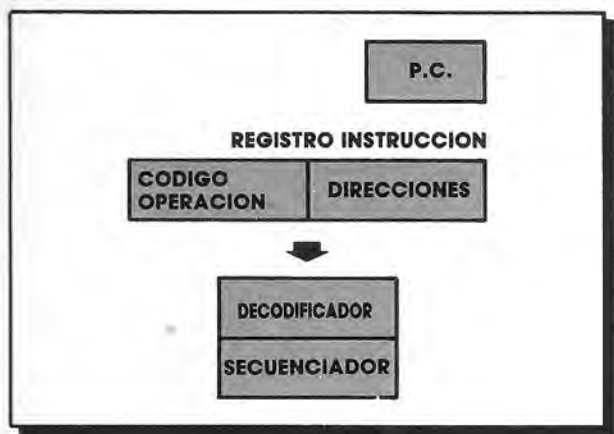 P.C.
REGISTRO INSTRUCCION
CODIGO
OPERACION
DIRECCIONES
DECODIFICADOR
SECUENCIADOR